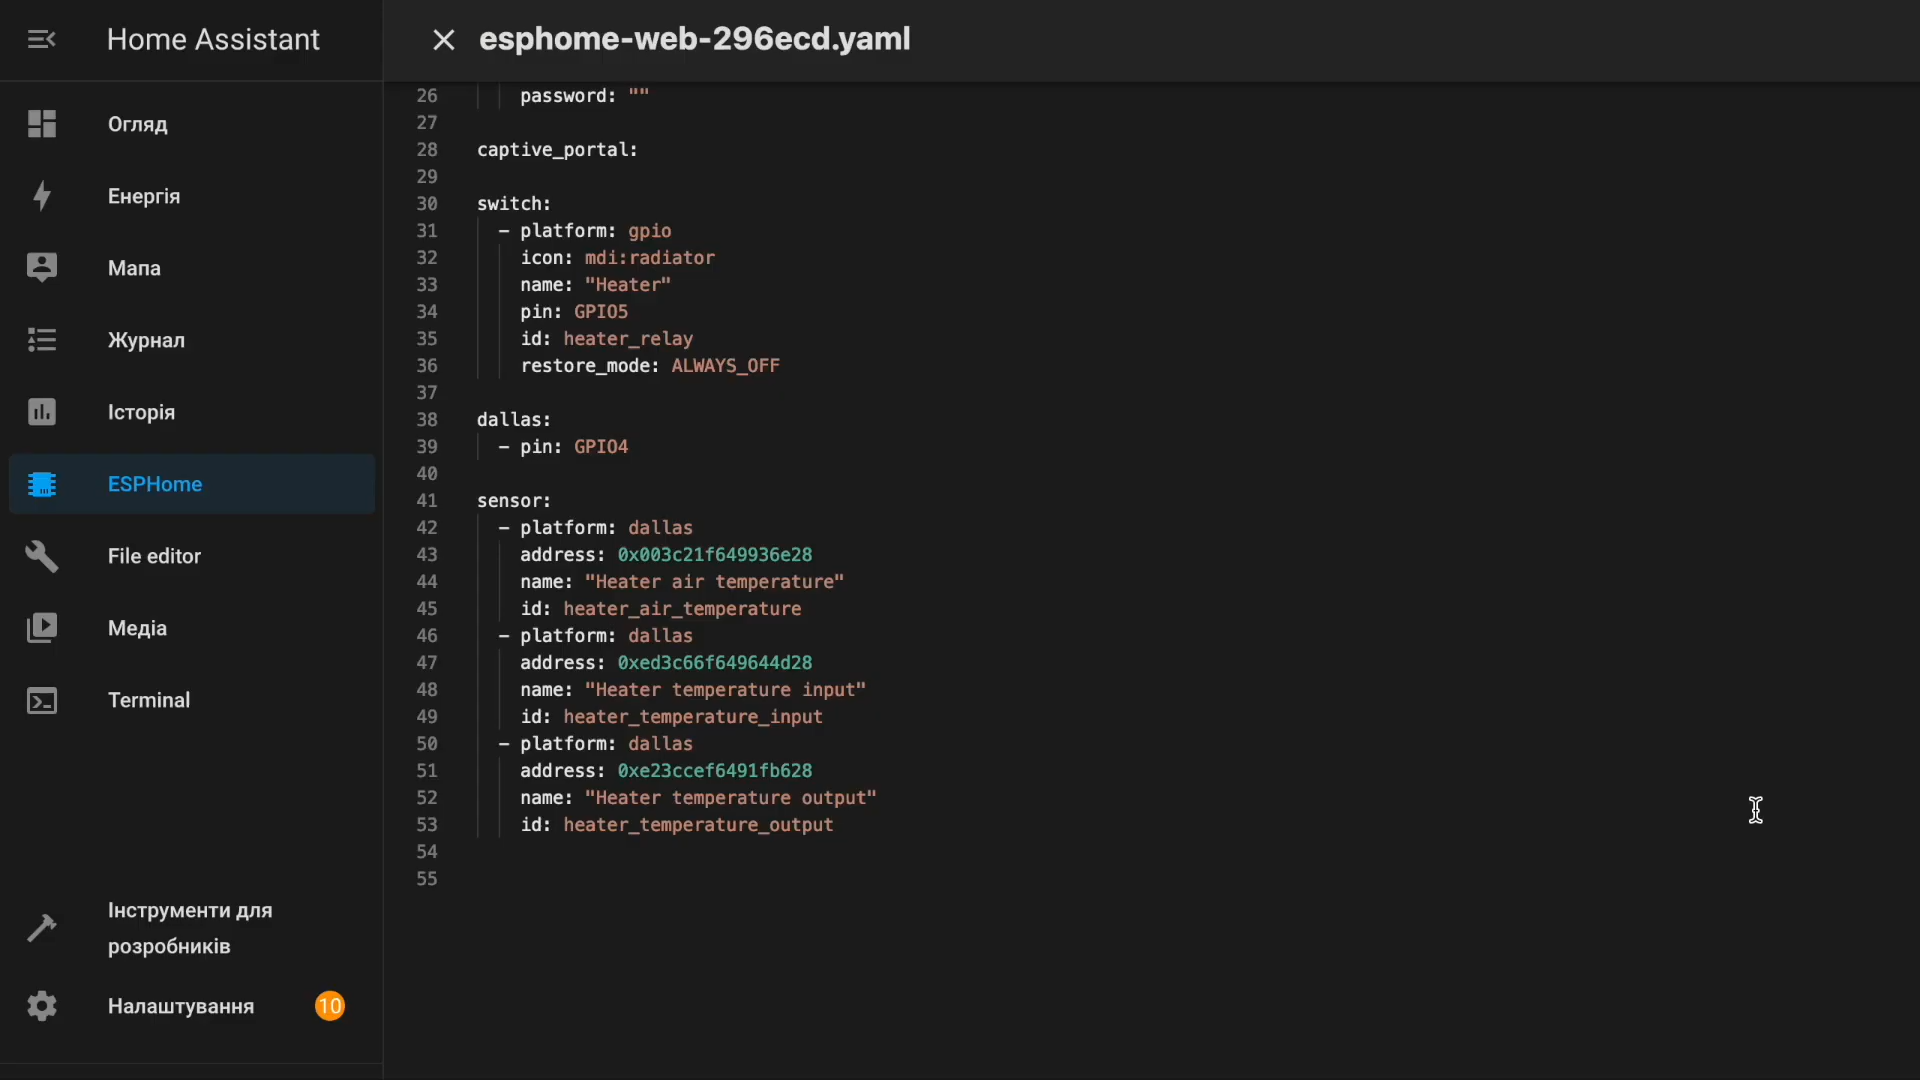 Home Assistant
Огляд
Енергія
Мапа
Журнал
Історія
ESPHome
File editor
Медіа
Terminal
Інструменти для
розробників
Налаштування 10
esphome-web-296ecd.yaml
26 password: ""
27
28 captive_portal:
29
30 switch:
31 - platform: gpio
32 icon: mdi:radiator
33 name: "Heater"
34 pin: GPIO5
35 id: heater_relay
36 restore_mode: ALWAYS_OFF
37
38 dallas:
39 - pin: GPIO4
40
41 sensor:
42 - platform: dallas
43 address: 0x003c21f649936e28
44 name: "Heater air temperature"
45 id: heater_air_temperature
46 - platform: dallas
47 address: 0xed3c66f649644d28
48 name: "Heater temperature input"
49 id: heater_temperature_input
50 - platform: dallas
51 address: 0xe23ccef6491fb628
52 name: "Heater temperature output"
53 id: heater_temperature_output
54
55